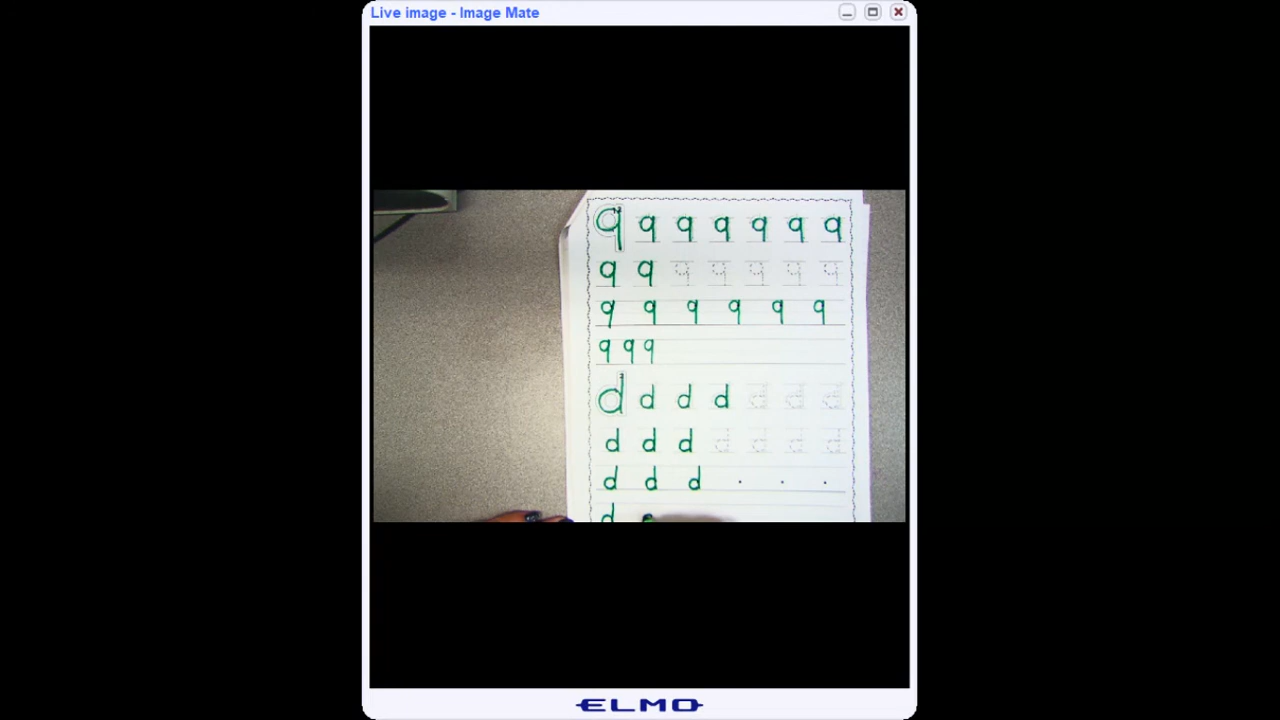 Live image - Image Mate
q q q q q q q
q q q q q q q
q q q q q q
q q q
d d d d d d d
d d d d d d d
d d d
d
ELMO